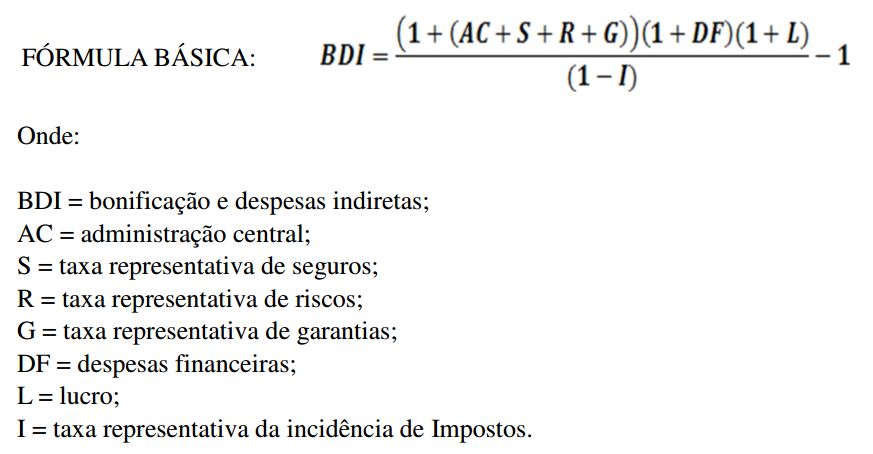 FÓRMULA BÁSICA: BDI = (1 + (AC + S + R + G))(1 + DF)(1 + L) / (1 − I) − 1
Onde:
BDI = bonificação e despesas indiretas;
AC = administração central;
S = taxa representativa de seguros;
R = taxa representativa de riscos;
G = taxa representativa de garantias;
DF = despesas financeiras;
L = lucro;
I = taxa representativa da incidência de Impostos.